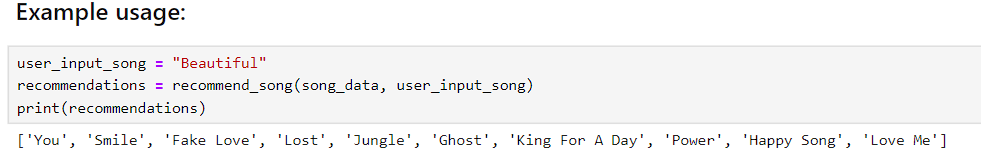 Example usage:
user_input_song = "Beautiful"
recommendations = recommend_song(song_data, user_input_song)
print(recommendations)
['You', 'Smile', 'Fake Love', 'Lost', 'Jungle', 'Ghost', 'King For A Day', 'Power', 'Happy Song', 'Love Me']